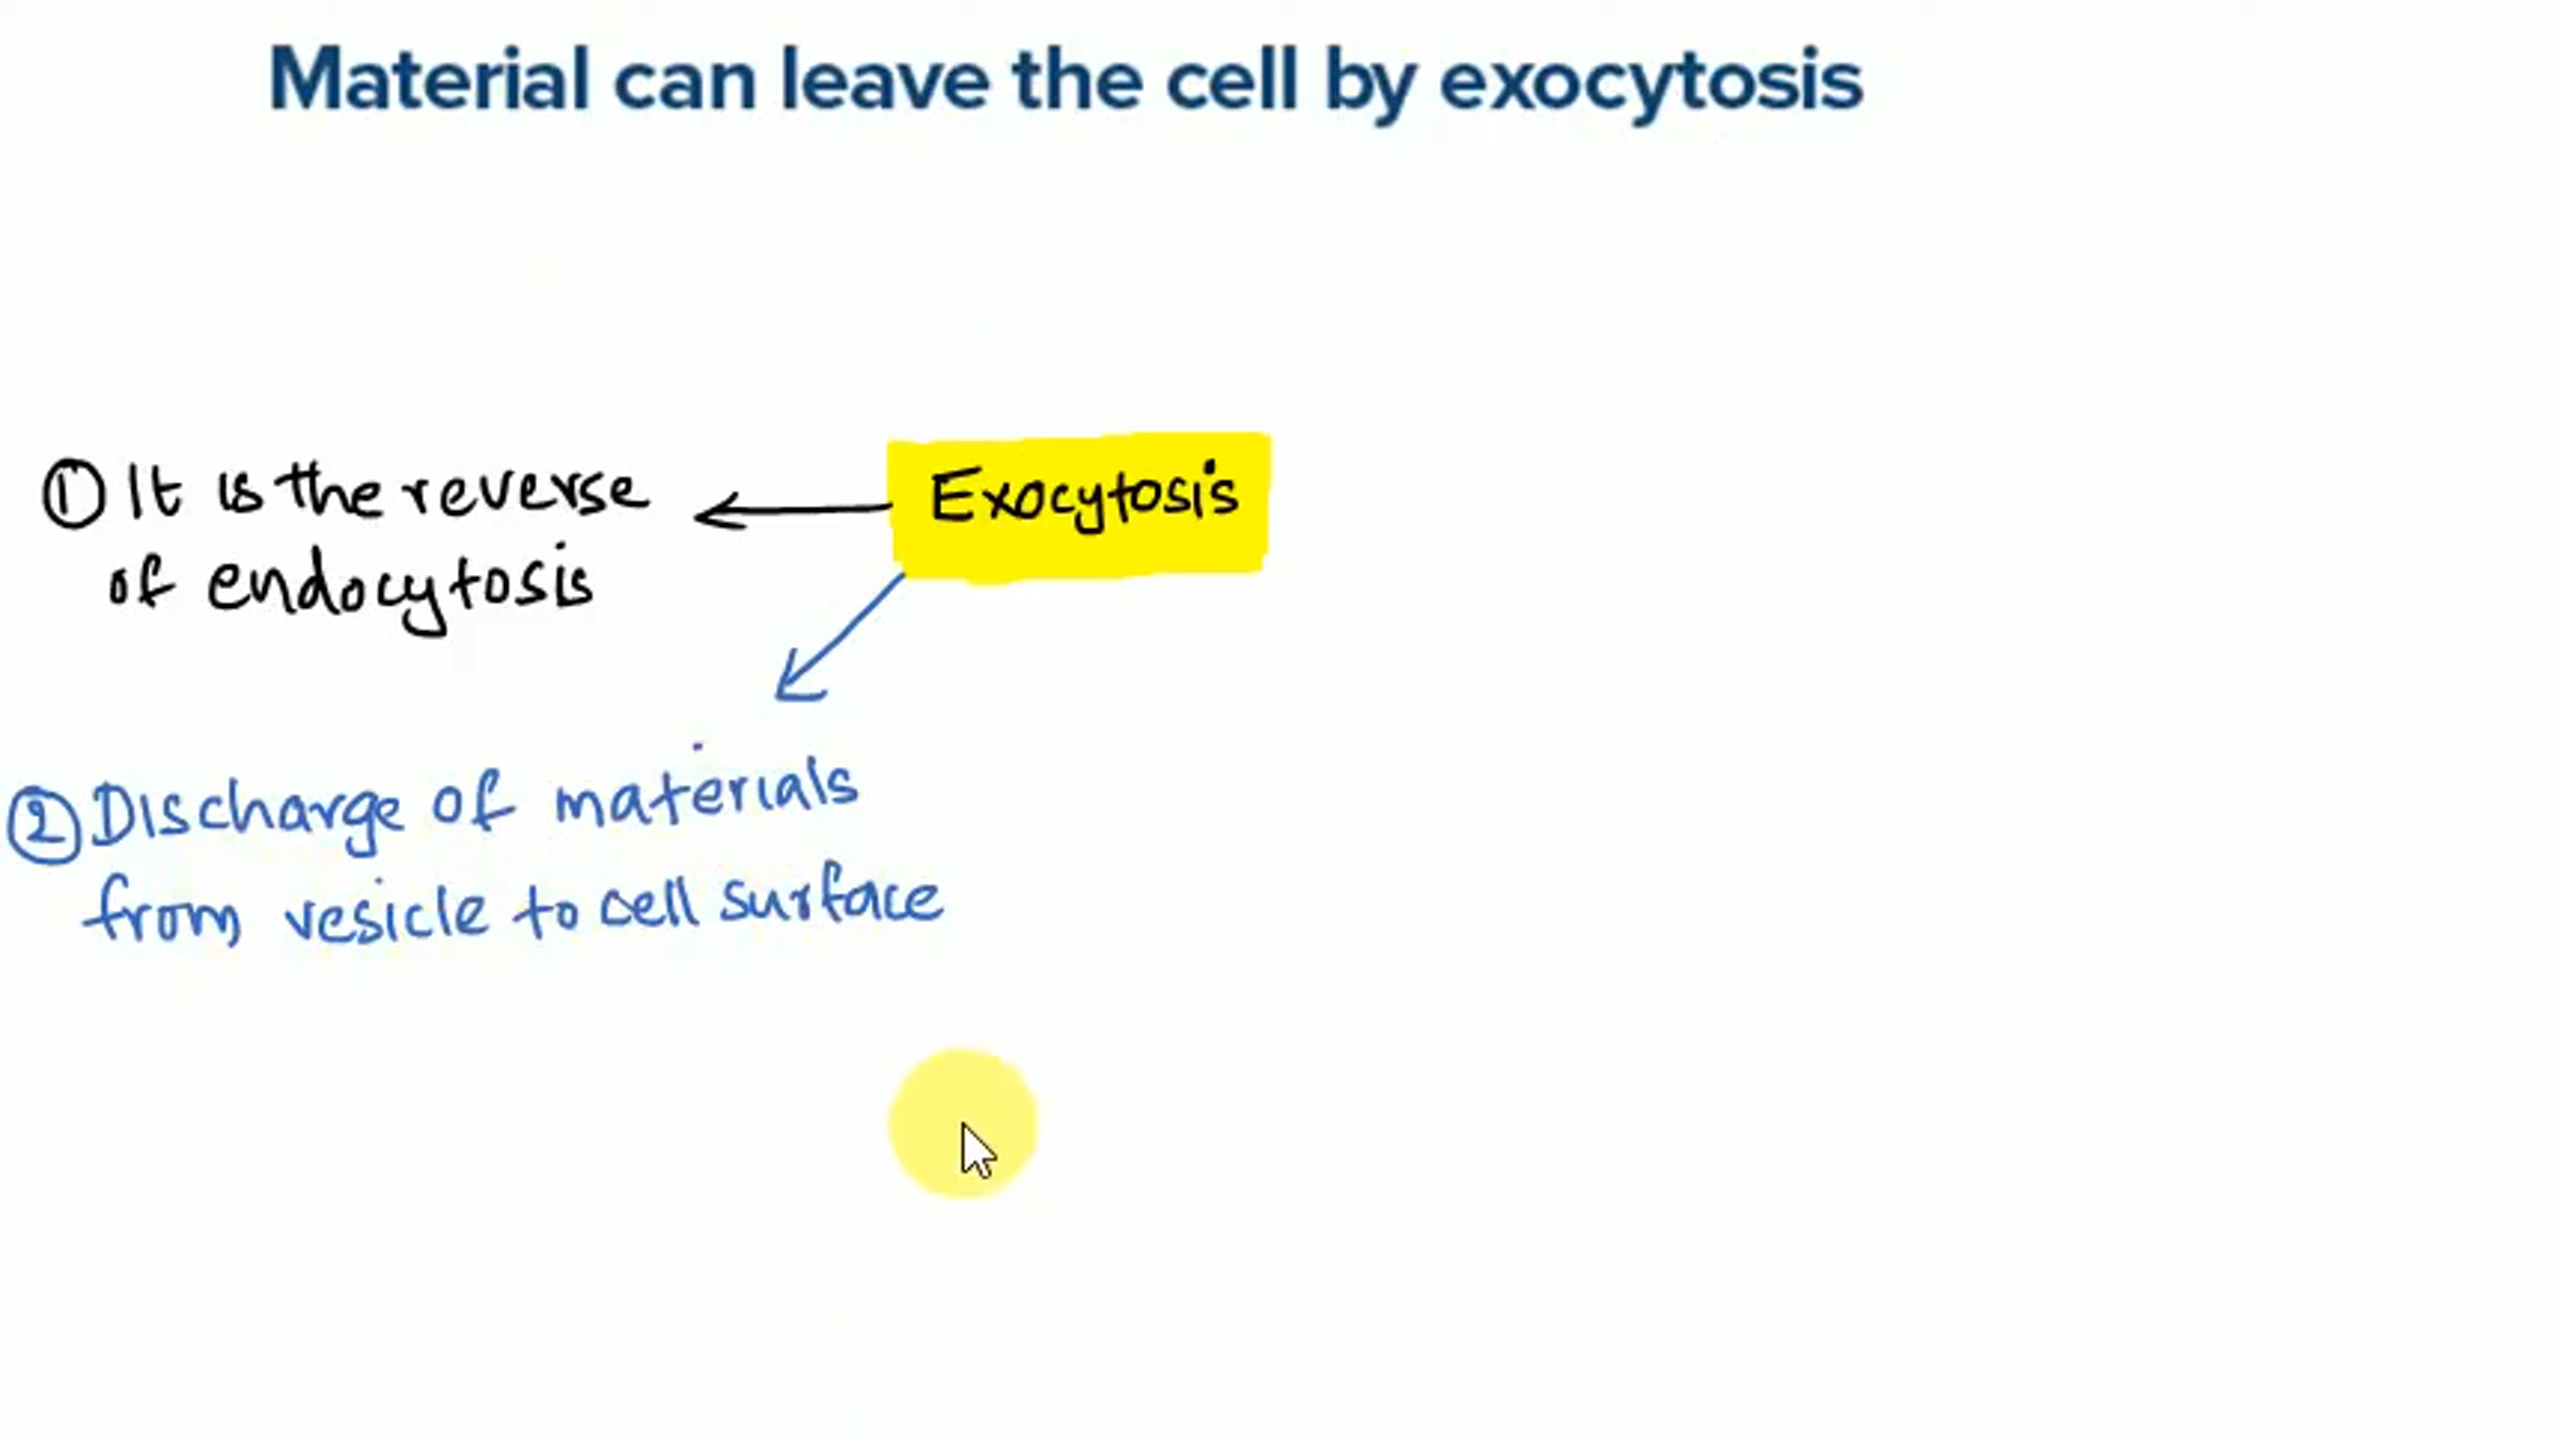 Material can leave the cell by exocytosis
Exocytosis
① It is the reverse
of endocytosis
② Discharge of materials
from vesicle to cell surface